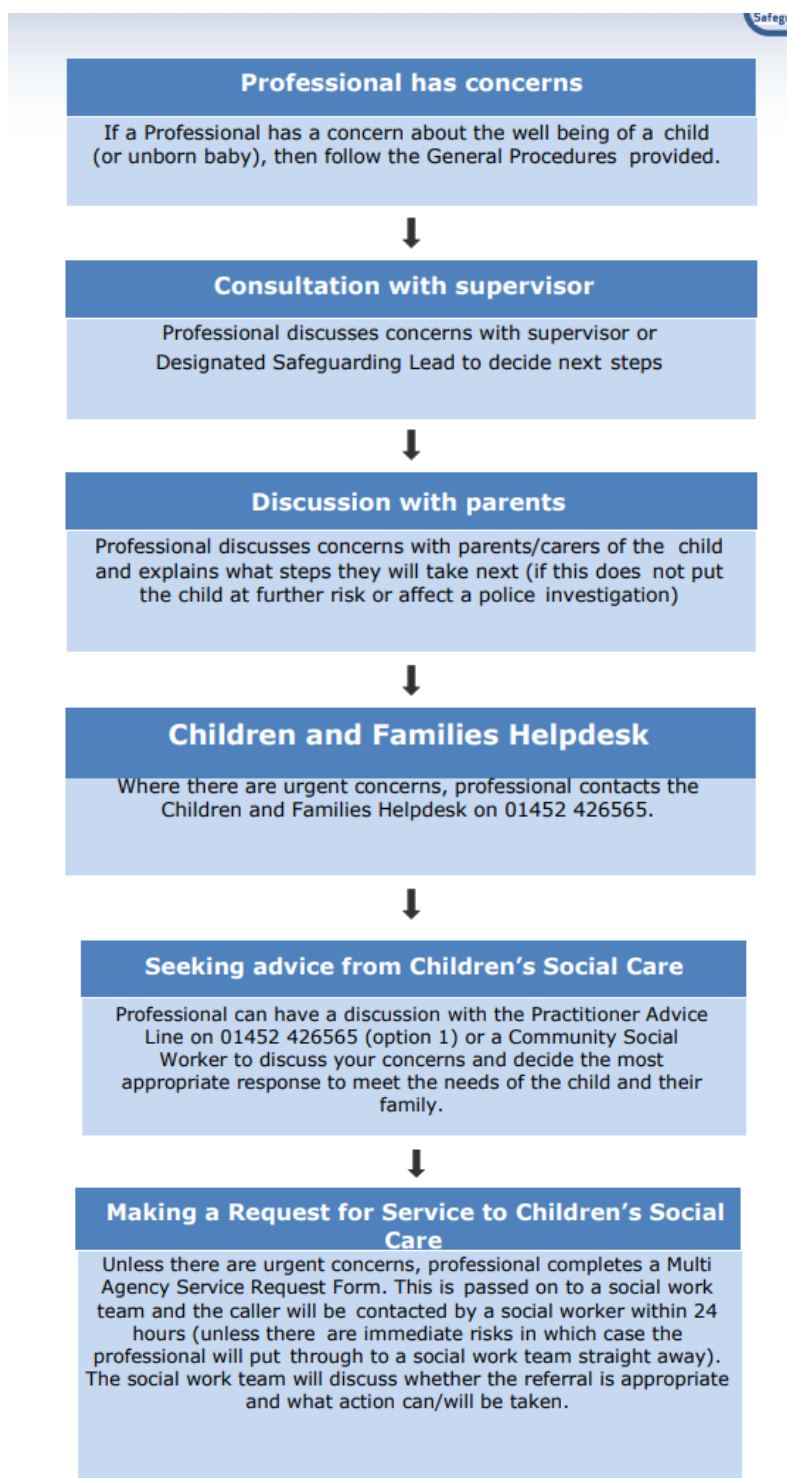 Professional has concerns
If a Professional has a concern about the well being of a child
(or unborn baby), then follow the General Procedures provided.
Consultation with supervisor
Professional discusses concerns with supervisor or
Designated Safeguarding Lead to decide next steps
Discussion with parents
Professional discusses concerns with parents/carers of the child
and explains what steps they will take next (if this does not put
the child at further risk or affect a police investigation)
Children and Families Helpdesk
Where there are urgent concerns, professional contacts the
Children and Families Helpdesk on 01452 426565.
Seeking advice from Children’s Social Care
Professional can have a discussion with the Practitioner Advice
Line on 01452 426565 (option 1) or a Community Social
Worker to discuss your concerns and decide the most
appropriate response to meet the needs of the child and their
family.
Making a Request for Service to Children’s Social
Care
Unless there are urgent concerns, professional completes a Multi
Agency Service Request Form. This is passed on to a social work
team and the caller will be contacted by a social worker within 24
hours (unless there are immediate risks in which case the
professional will put through to a social work team straight away).
The social work team will discuss whether the referral is appropriate
and what action can/will be taken.